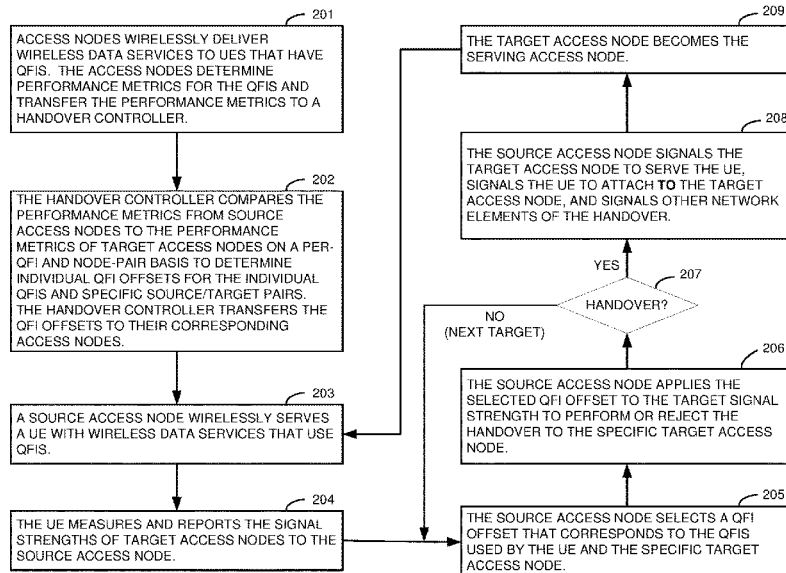 201
ACCESS NODES WIRELESSLY DELIVER
WIRELESS DATA SERVICES TO UES THAT HAVE
QFIS. THE ACCESS NODES DETERMINE
PERFORMANCE METRICS FOR THE QFIS AND
TRANSFER THE PERFORMANCE METRICS TO A
HANDOVER CONTROLLER.
202
THE HANDOVER CONTROLLER COMPARES THE
PERFORMANCE METRICS FROM SOURCE
ACCESS NODES TO THE PERFORMANCE
METRICS OF TARGET ACCESS NODES ON A PER-
QFI AND NODE-PAIR BASIS TO DETERMINE
INDIVIDUAL QFI OFFSETS FOR THE INDIVIDUAL
QFIS AND SPECIFIC SOURCE/TARGET PAIRS.
THE HANDOVER CONTROLLER TRANSFERS THE
QFI OFFSETS TO THEIR CORRESPONDING
ACCESS NODES.
203
A SOURCE ACCESS NODE WIRELESSLY SERVES
A UE WITH WIRELESS DATA SERVICES THAT USE
QFIS.
204
THE UE MEASURES AND REPORTS THE SIGNAL
STRENGTHS OF TARGET ACCESS NODES TO THE
SOURCE ACCESS NODE.
205
THE SOURCE ACCESS NODE SELECTS A QFI
OFFSET THAT CORRESPONDS TO THE QFIS
USED BY THE UE AND THE SPECIFIC TARGET
ACCESS NODE.
206
THE SOURCE ACCESS NODE APPLIES THE
SELECTED QFI OFFSET TO THE TARGET SIGNAL
STRENGTH TO PERFORM OR REJECT THE
HANDOVER TO THE SPECIFIC TARGET ACCESS
NODE.
207
HANDOVER?
NO
(NEXT TARGET)
YES
208
THE SOURCE ACCESS NODE SIGNALS THE
TARGET ACCESS NODE TO SERVE THE UE,
SIGNALS THE UE TO ATTACH TO THE TARGET
ACCESS NODE, AND SIGNALS OTHER NETWORK
ELEMENTS OF THE HANDOVER.
209
THE TARGET ACCESS NODE BECOMES THE
SERVING ACCESS NODE.